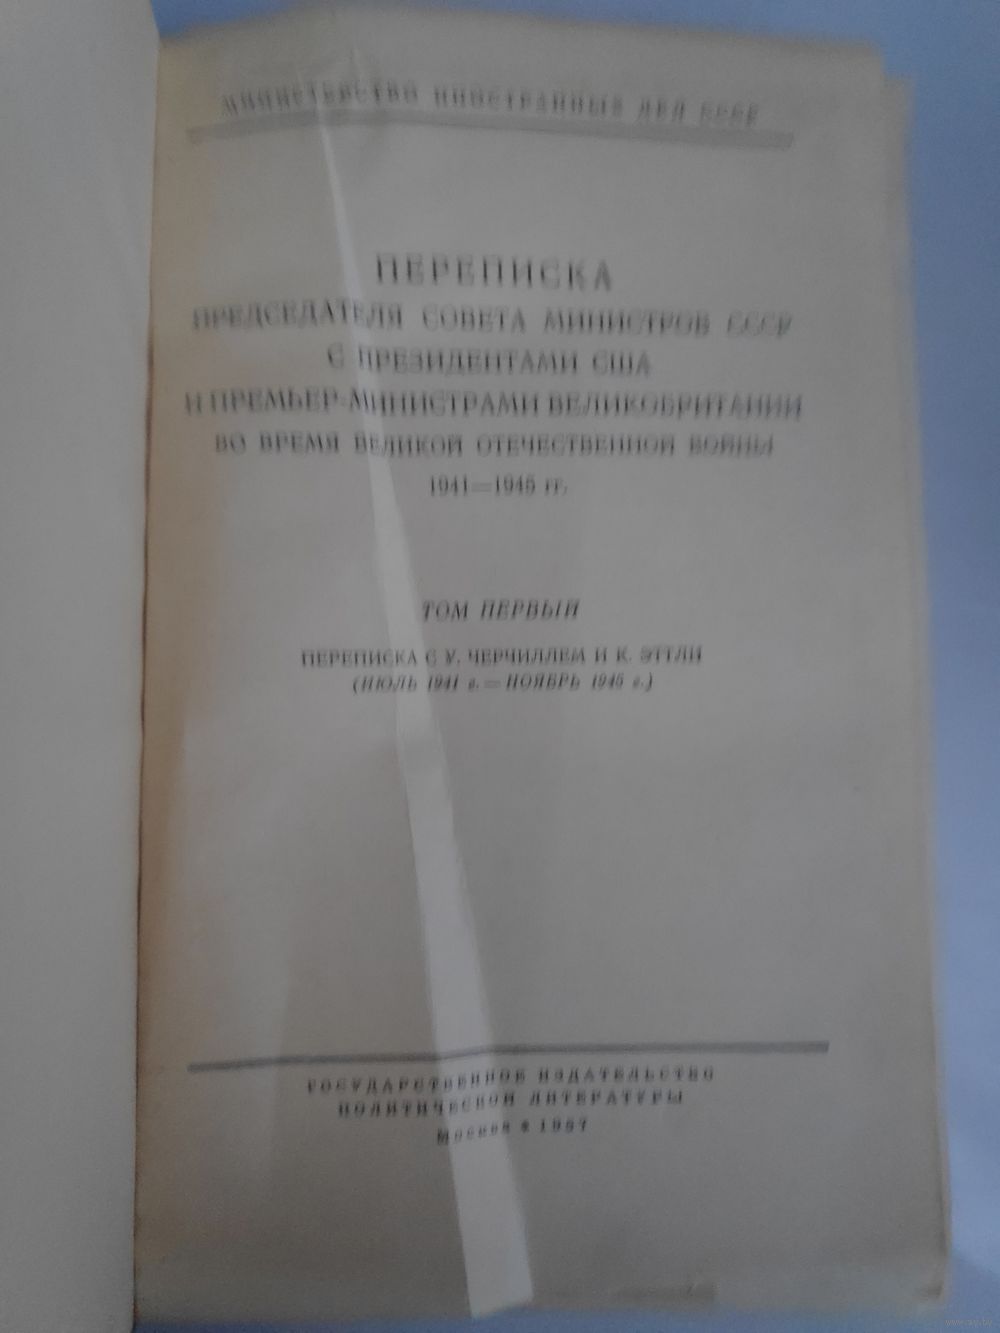 МИНИСТЕРСТВО ИНОСТРАННЫХ ДЕЛ СССР
ПЕРЕПИСКА
ПРЕДСЕДАТЕЛЯ СОВЕТА МИНИСТРОВ СССР
С ПРЕЗИДЕНТАМИ США
И ПРЕМЬЕР-МИНИСТРАМИ ВЕЛИКОБРИТАНИИ
ВО ВРЕМЯ ВЕЛИКОЙ ОТЕЧЕСТВЕННОЙ ВОЙНЫ
1941—1945 гг.
ТОМ ПЕРВЫЙ
ПЕРЕПИСКА С У. ЧЕРЧИЛЛЕМ И К. ЭТТЛИ
(ИЮЛЬ 1941 г.—НОЯБРЬ 1945 г.)
ГОСУДАРСТВЕННОЕ ИЗДАТЕЛЬСТВО
ПОЛИТИЧЕСКОЙ ЛИТЕРАТУРЫ
Москва * 1957